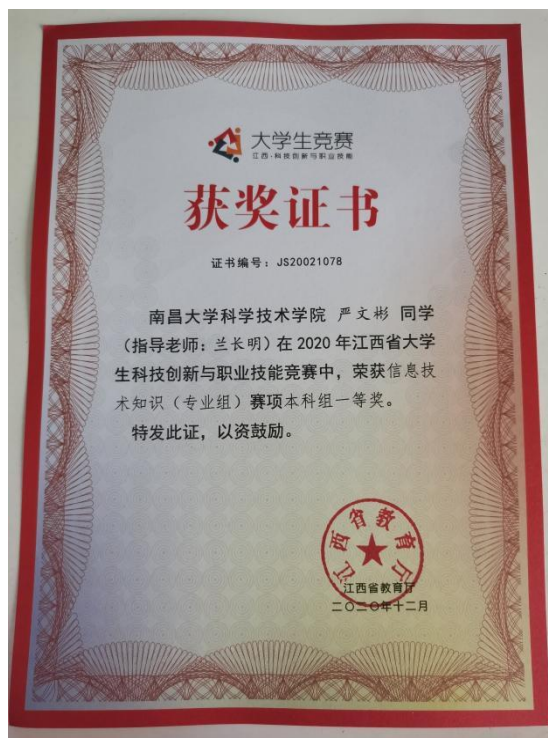 大学生竞赛
江西·科技创新与职业技能
获奖证书
证书编号：JS20021078
南昌大学科学技术学院 严文彬 同学
（指导老师：兰长明）在 2020 年江西省大学
生科技创新与职业技能竞赛中，荣获信息技
术知识（专业组）赛项本科组一等奖。
特发此证，以资鼓励。
江西省教育厅
江西省教育厅
二〇二〇年十二月